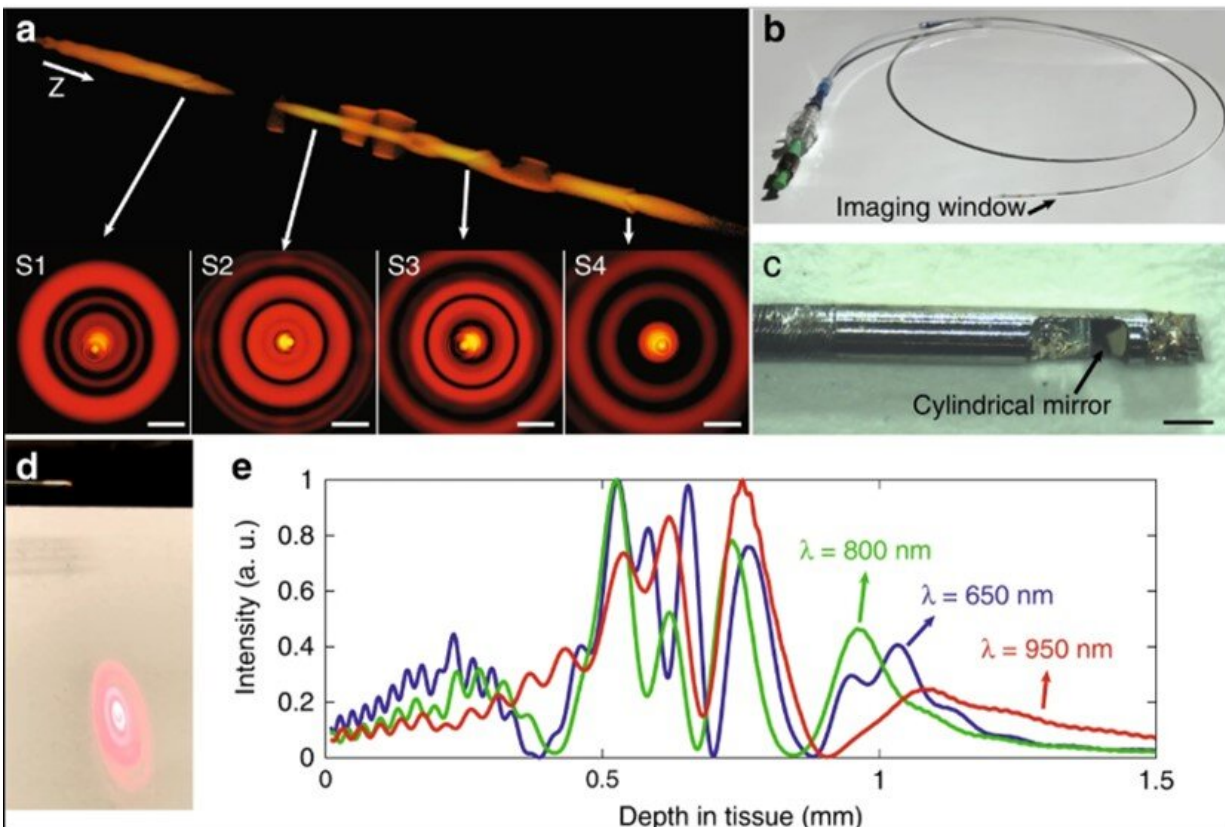 a
Z
S1
S2
S3
S4
b
Imaging window
c
Cylindrical mirror
d
e
Intensity (a. u.)
1
0.8
0.6
0.4
0.2
0
λ = 800 nm
λ = 650 nm
λ = 950 nm
0
0.5
1
1.5
Depth in tissue (mm)